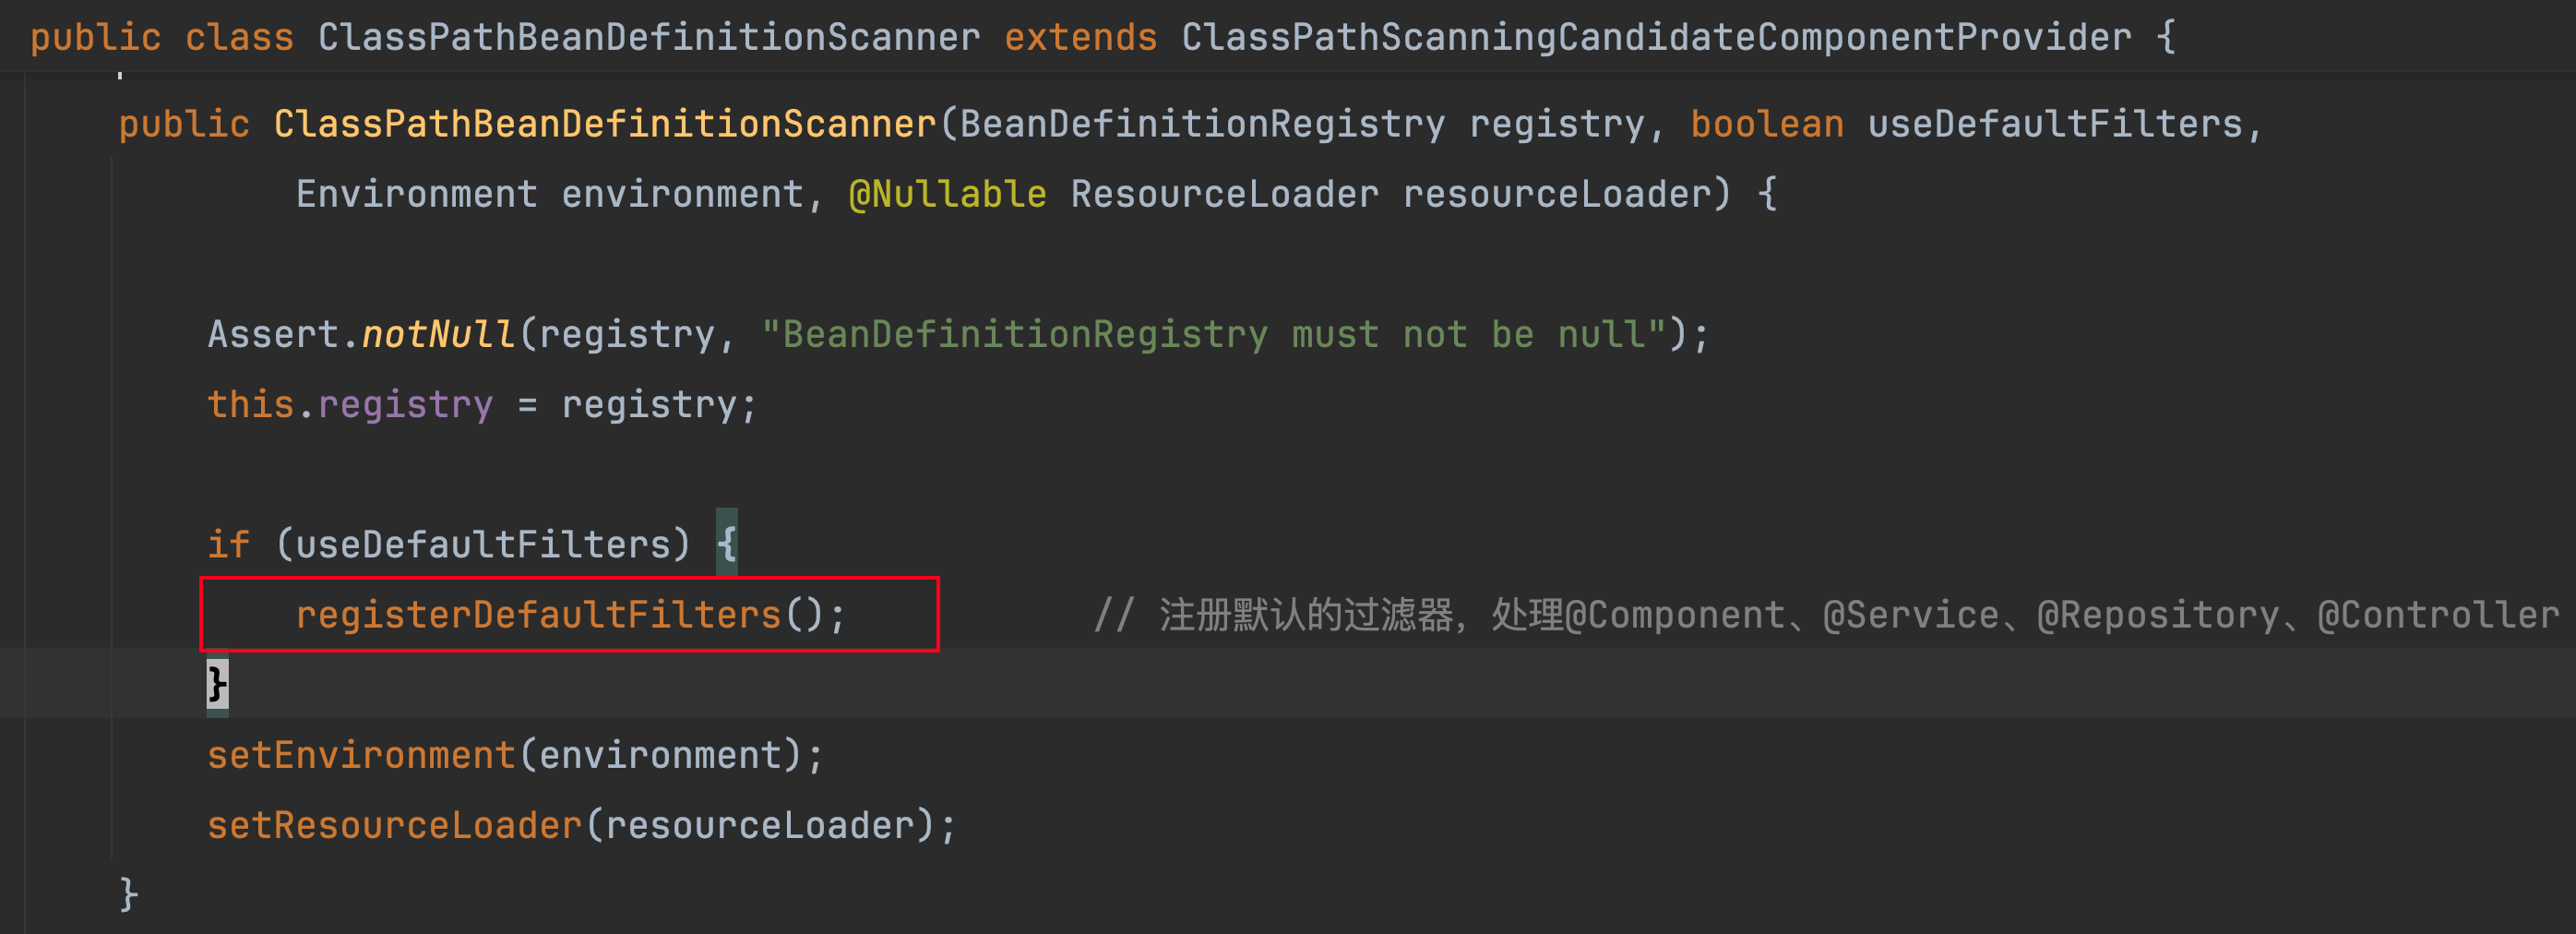 public class ClassPathBeanDefinitionScanner extends ClassPathScanningCandidateComponentProvider {
public ClassPathBeanDefinitionScanner(BeanDefinitionRegistry registry, boolean useDefaultFilters,
Environment environment, @Nullable ResourceLoader resourceLoader) {
Assert.notNull(registry, "BeanDefinitionRegistry must not be null");
this.registry = registry;
if (useDefaultFilters) {
registerDefaultFilters(); // 注册默认的过滤器, 处理@Component、@Service、@Repository、@Controller
}
setEnvironment(environment);
setResourceLoader(resourceLoader);
}